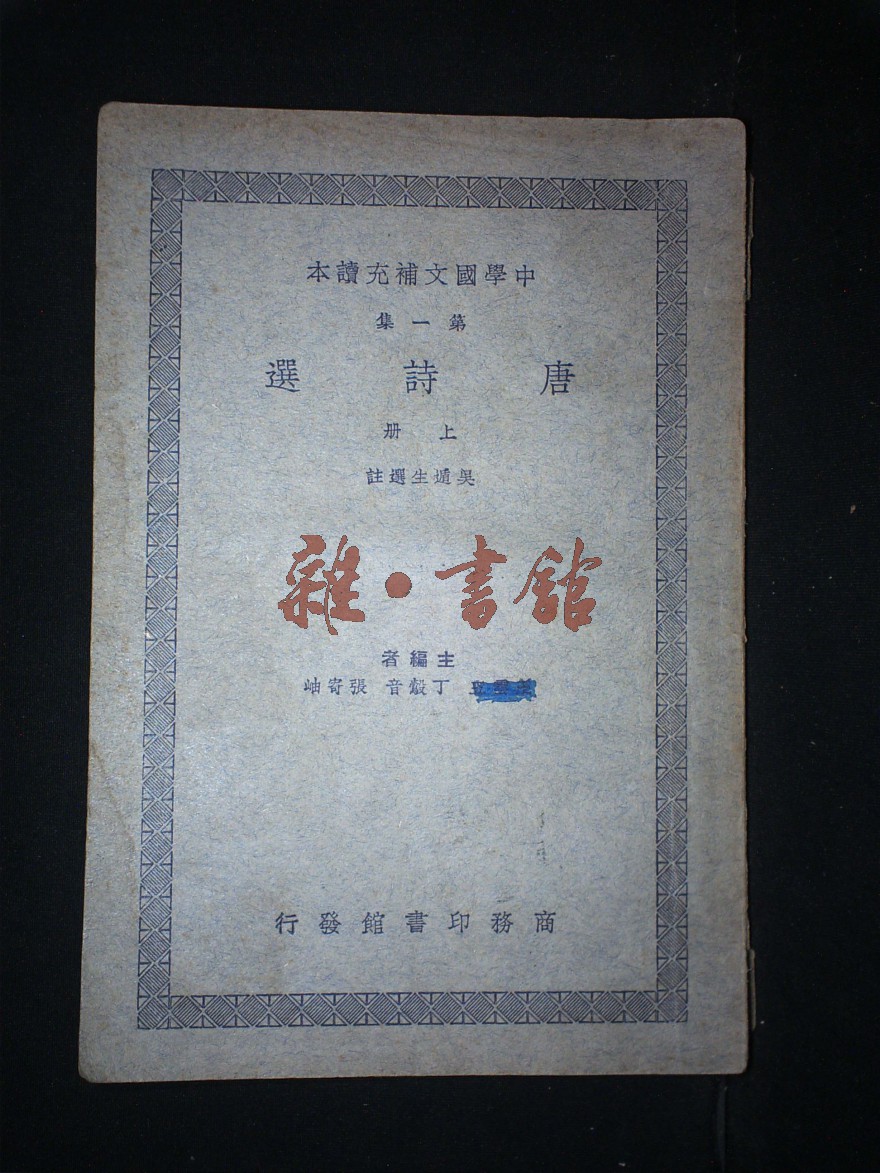 中學國文補充讀本
第一集
唐詩選
上册
吳遁生選註
雜·書館
主編者
丁瑴音 張寄岫
商務印書館發行